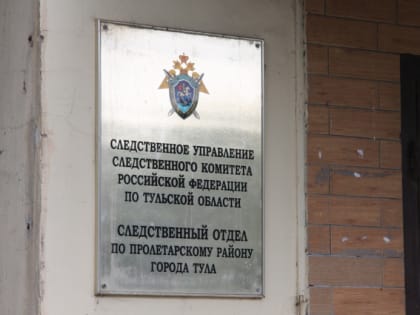 СЛЕДСТВЕННОЕ УПРАВЛЕНИЕ
СЛЕДСТВЕННОГО КОМИТЕТА
РОССИЙСКОЙ ФЕДЕРАЦИИ
ПО ТУЛЬСКОЙ ОБЛАСТИ
СЛЕДСТВЕННЫЙ ОТДЕЛ
ПО ПРОЛЕТАРСКОМУ РАЙОНУ
ГОРОДА ТУЛА